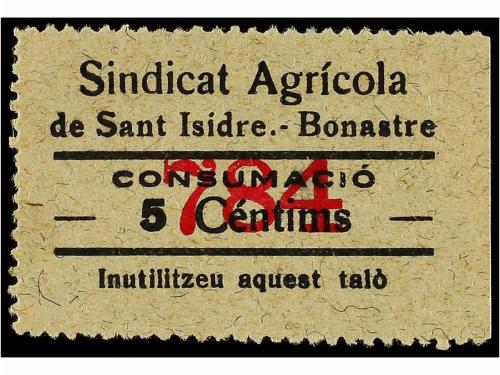 Sindicat Agrícola
de Sant Isidre.- Bonastre
CONSUMACIÓ
784
— 5 Céntims —
Inutilitzeu aquest talò